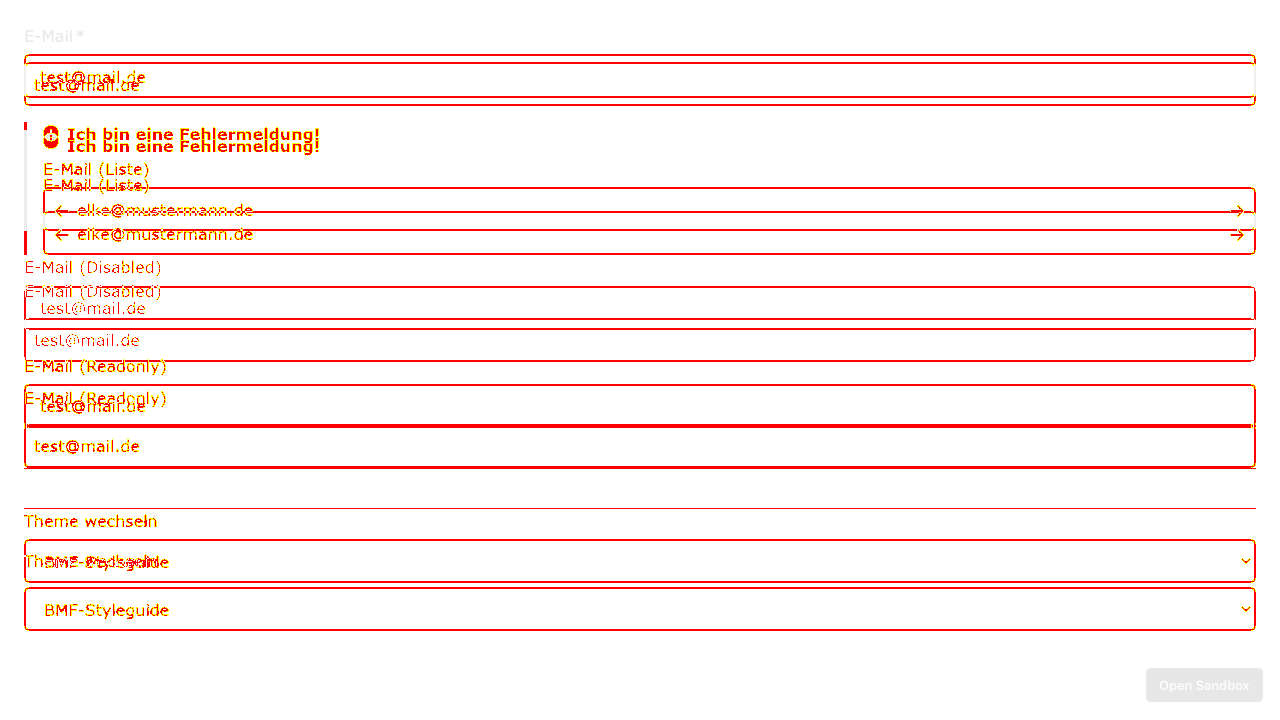 E-Mail *
test@mail.de
test@mail.de
Ich bin eine Fehlermeldung!
Ich bin eine Fehlermeldung!
E-Mail (Liste)
E-Mail (Liste)
← elke@mustermann.de →
← elke@mustermann.de →
E-Mail (Disabled)
E-Mail (Disabled)
test@mail.de
test@mail.de
E-Mail (Readonly)
E-Mail (Readonly)
test@mail.de
test@mail.de
Theme wechseln
Theme wechseln
BMF-Styleguide
BMF-Styleguide
Open Sandbox